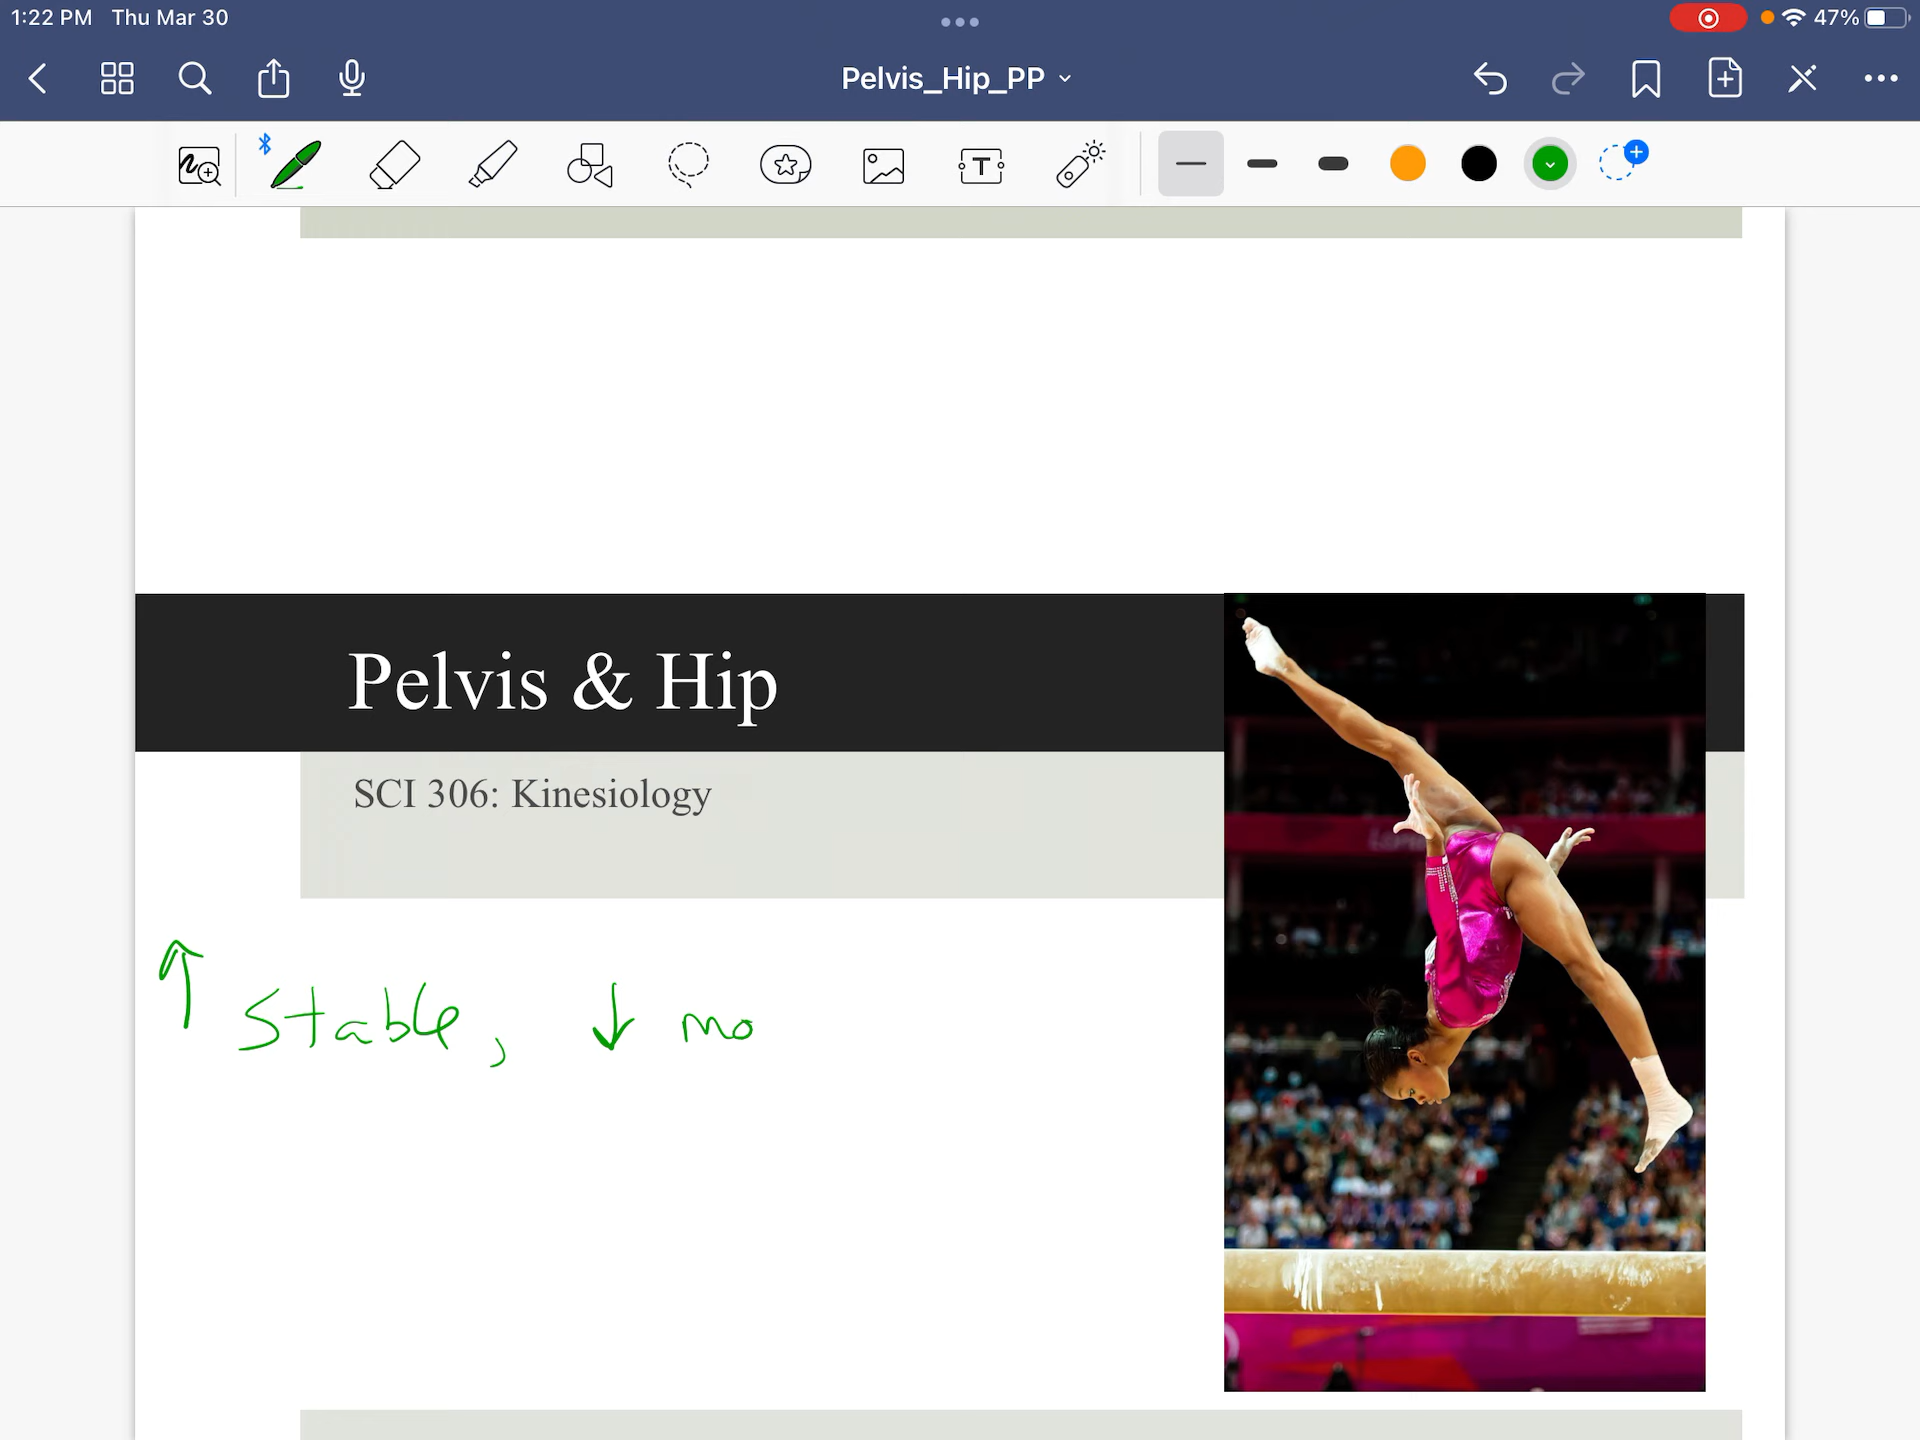 1:22 PM Thu Mar 30
47%
Pelvis_Hip_PP
T
Pelvis & Hip
SCI 306: Kinesiology
↑ Stable, ↓ mo